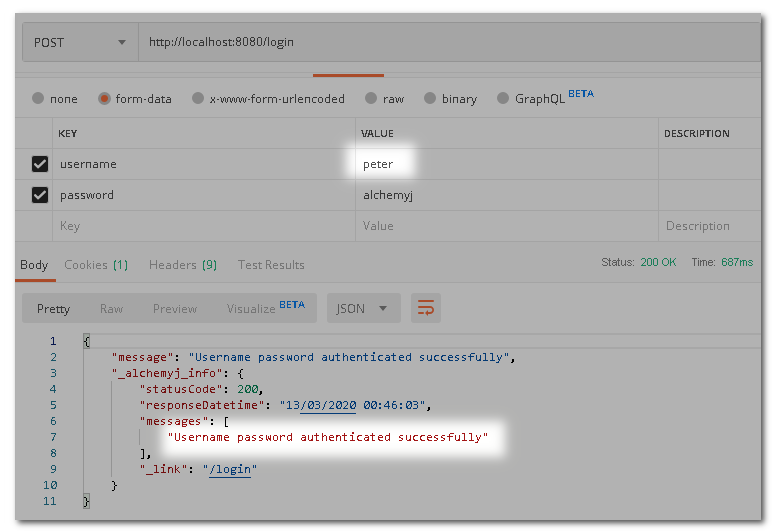 POST http://localhost:8080/login
none form-data x-www-form-urlencoded raw binary GraphQL BETA
KEY VALUE DESCRIPTION
username peter
password alchemyj
Key Value Description
Body Cookies (1) Headers (9) Test Results Status: 200 OK Time: 687ms
Pretty Raw Preview Visualize BETA JSON
1 {
2 "message": "Username password authenticated successfully",
3 "_alchemyj_info": {
4 "statusCode": 200,
5 "responseDatetime": "13/03/2020 00:46:03",
6 "messages": [
7 "Username password authenticated successfully"
8 ],
9 "_link": "/login"
10 }
11 }